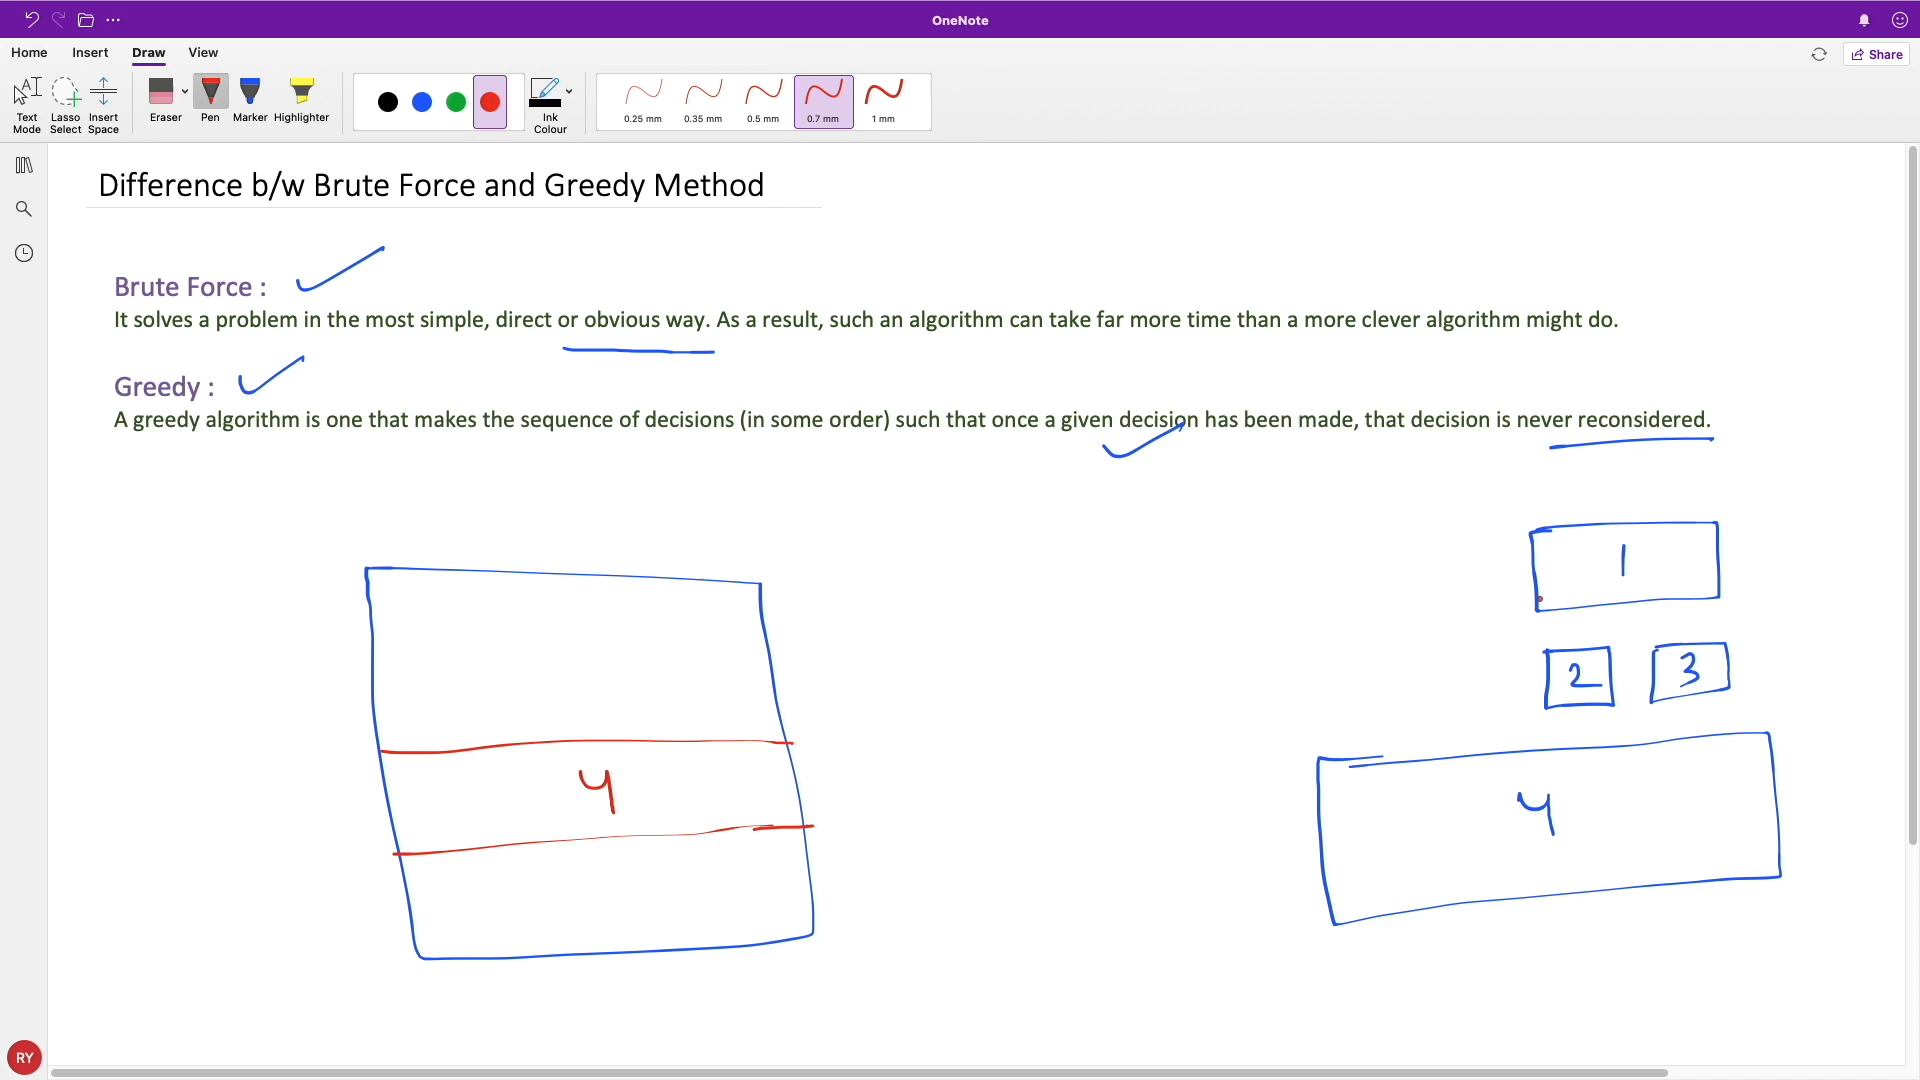 OneNote
Home Insert Draw View
Share
Text Mode
Lasso Select
Insert Space
Eraser
Pen
Marker
Highlighter
Ink Colour
0.25 mm
0.35 mm
0.5 mm
0.7 mm
1 mm
Difference b/w Brute Force and Greedy Method
Brute Force :
It solves a problem in the most simple, direct or obvious way. As a result, such an algorithm can take far more time than a more clever algorithm might do.
Greedy :
A greedy algorithm is one that makes the sequence of decisions (in some order) such that once a given decision has been made, that decision is never reconsidered.
1
2 3
4 4
RY